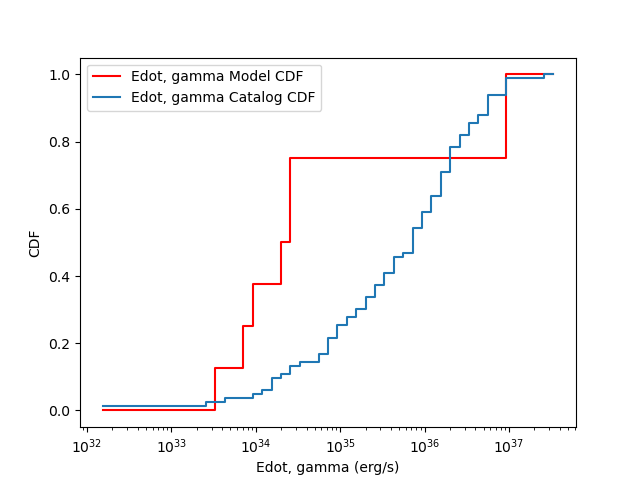 Edot, gamma Model CDF
Edot, gamma Catalog CDF
CDF
1.0
0.8
0.6
0.4
0.2
0.0
10^32 10^33 10^34 10^35 10^36 10^37
Edot, gamma (erg/s)